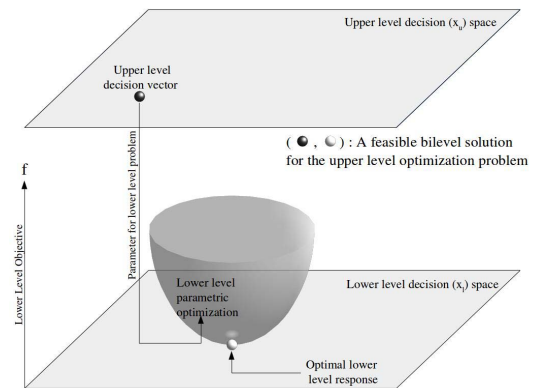 Upper level decision (xu) space
Upper level
decision vector
( , ) : A feasible bilevel solution
for the upper level optimization problem
Parameter for lower level problem
f
Lower Level Objective
Lower level
parametric
optimization
Lower level decision (xl) space
Optimal lower
level response